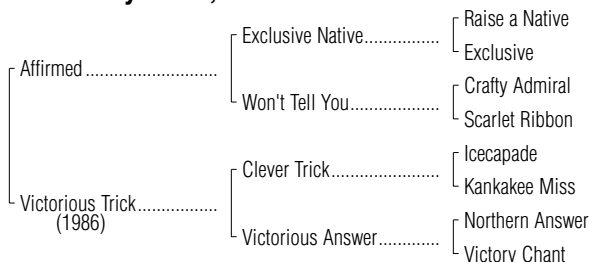 Raise a Native
Exclusive Native
Exclusive
Affirmed
Crafty Admiral
Won't Tell You
Scarlet Ribbon
Icecapade
Clever Trick
Kankakee Miss
Victorious Trick
(1986)
Northern Answer
Victorious Answer
Victory Chant